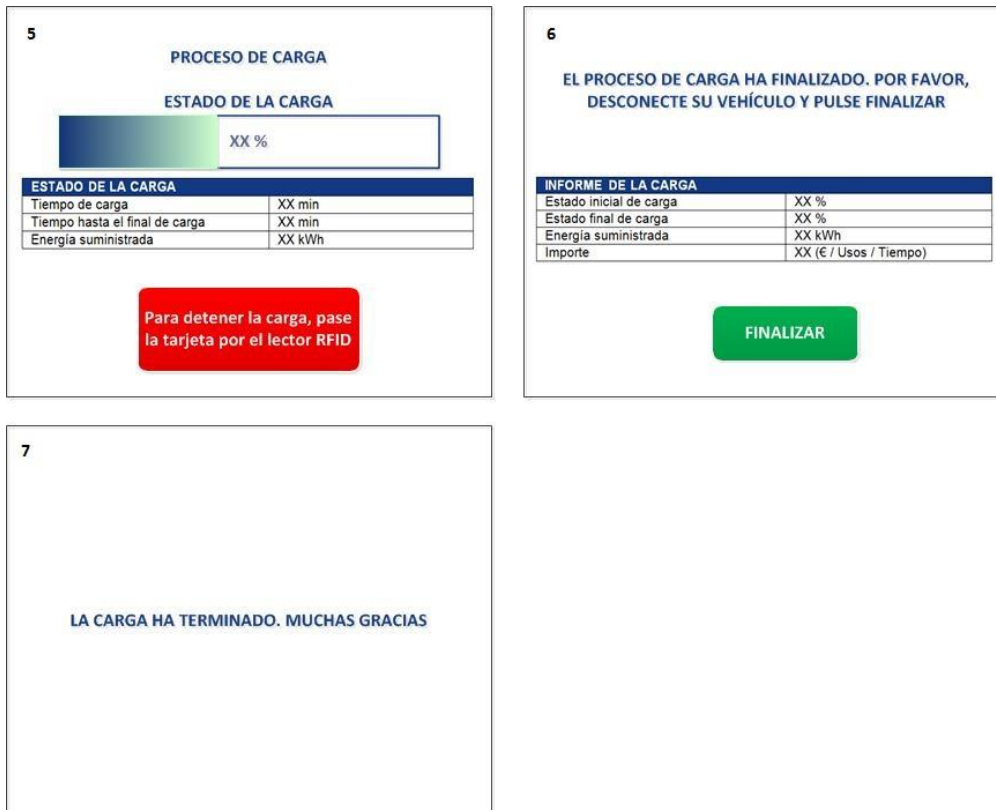 5
PROCESO DE CARGA
ESTADO DE LA CARGA
XX %
ESTADO DE LA CARGA
Tiempo de carga XX min
Tiempo hasta el final de carga XX min
Energía suministrada XX kWh
Para detener la carga, pase
la tarjeta por el lector RFID
6
EL PROCESO DE CARGA HA FINALIZADO. POR FAVOR,
DESCONECTE SU VEHÍCULO Y PULSE FINALIZAR
INFORME DE LA CARGA
Estado inicial de carga XX %
Estado final de carga XX %
Energía suministrada XX kWh
Importe XX (€ / Usos / Tiempo)
FINALIZAR
7
LA CARGA HA TERMINADO. MUCHAS GRACIAS